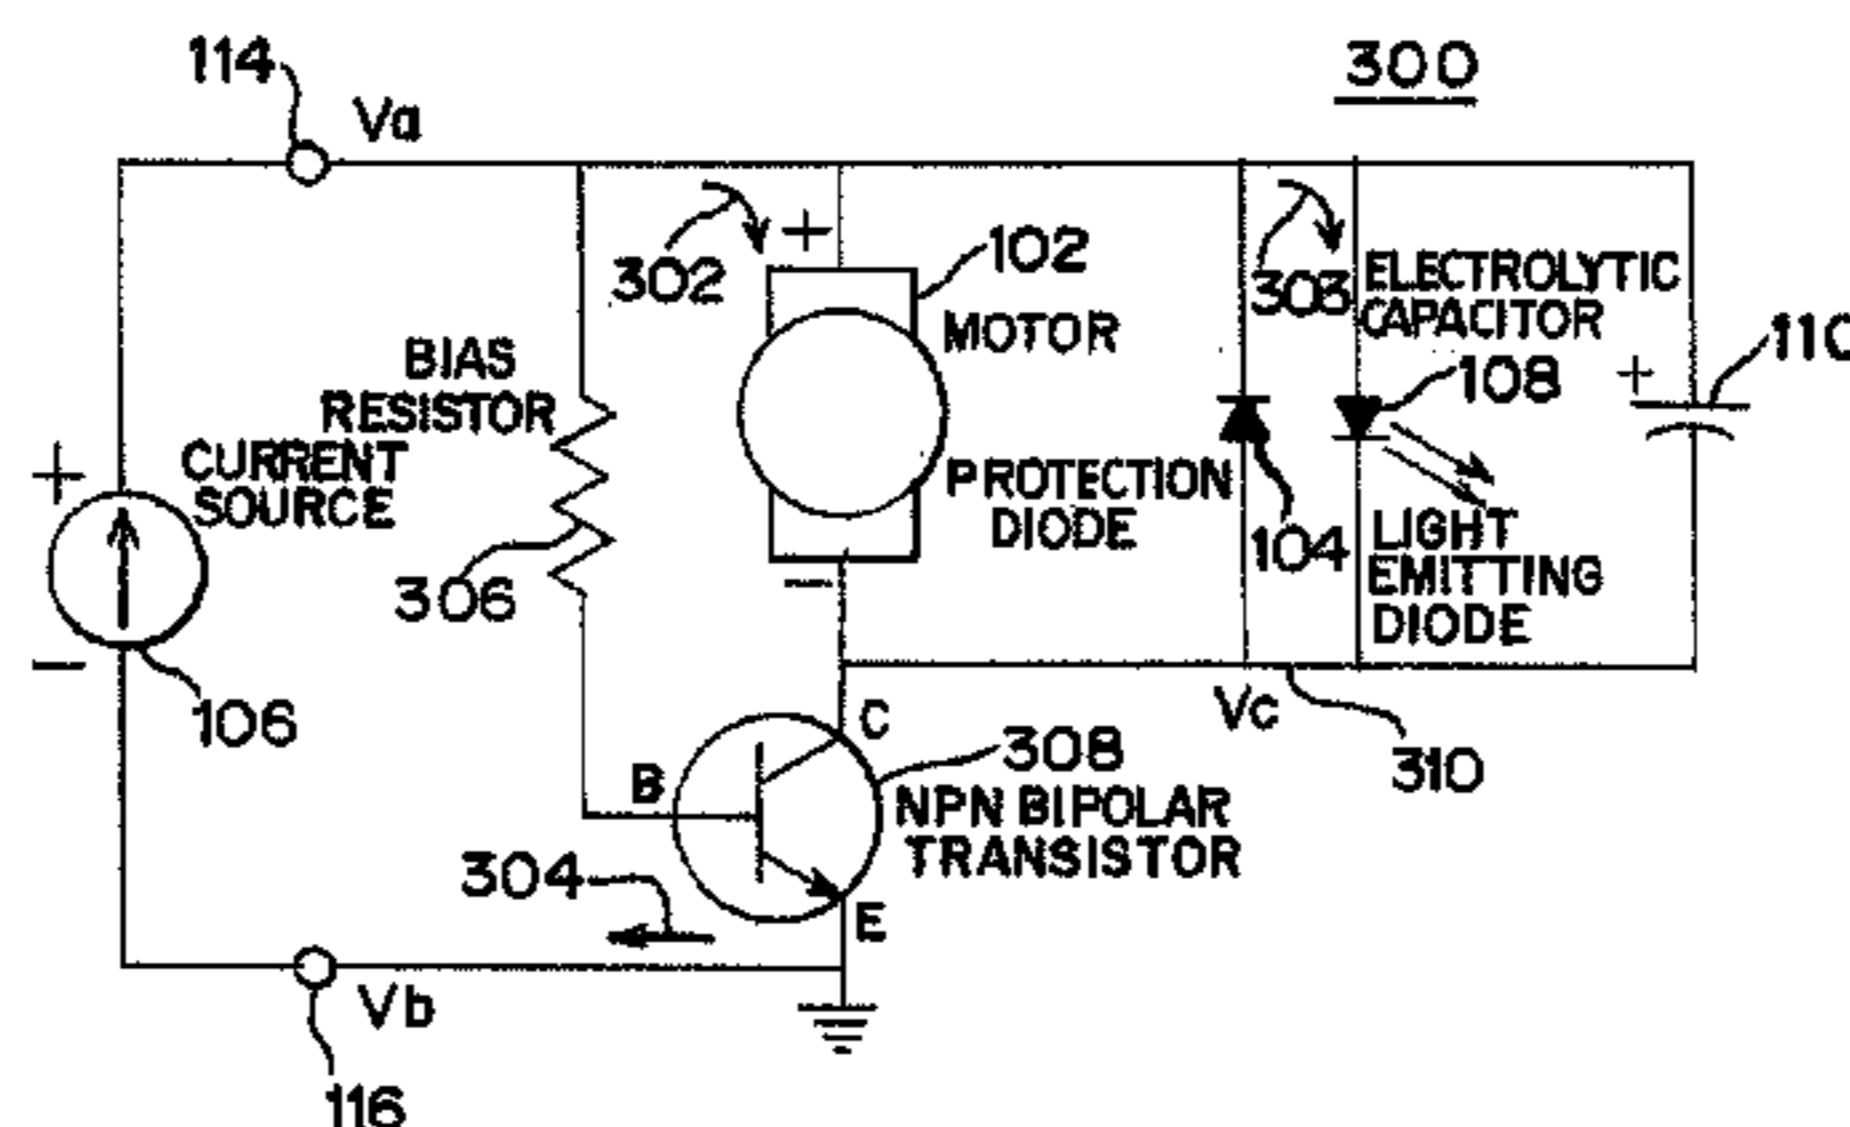 114
Va
300
302
+
102
MOTOR
303
ELECTROLYTIC
CAPACITOR
+
110
108
BIAS
RESISTOR
+
CURRENT
SOURCE
306
PROTECTION
DIODE
104
LIGHT
EMITTING
DIODE
−
−
106
C
Vc
310
B
308
NPN BIPOLAR
TRANSISTOR
304
E
Vb
116